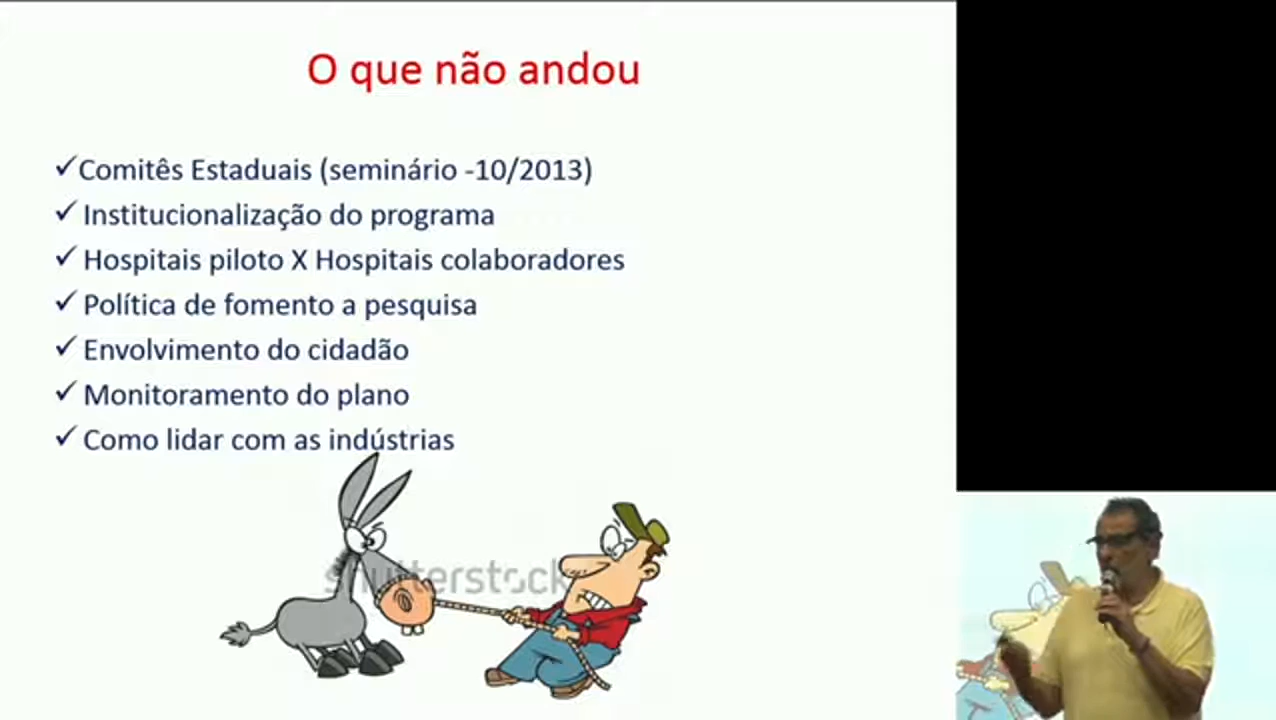 O que não andou
✓Comitês Estaduais (seminário -10/2013)
✓ Institucionalização do programa
✓ Hospitais piloto X Hospitais colaboradores
✓ Política de fomento a pesquisa
✓ Envolvimento do cidadão
✓ Monitoramento do plano
✓ Como lidar com as indústrias
shutterstock